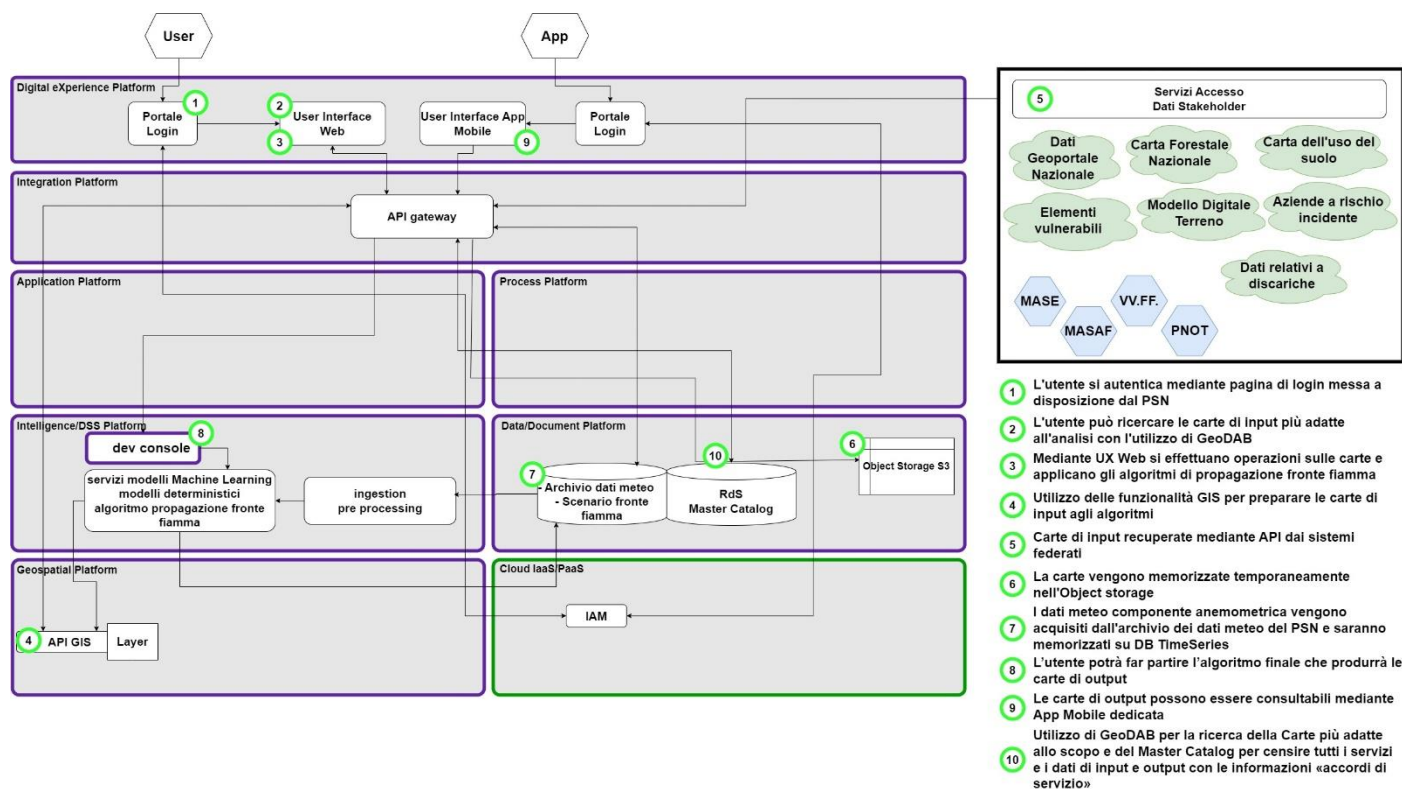 User
App
Digital eXperience Platform
1
Portale
Login
2
User Interface
Web
3
User Interface App
Mobile
9
Portale
Login
Integration Platform
API gateway
Application Platform
Process Platform
Intelligence/DSS Platform
8
dev console
servizi modelli Machine Learning
modelli deterministici
algoritmo propagazione fronte
fiamma
ingestion
pre processing
Data/Document Platform
7
- Archivio dati meteo
- Scenario fronte
fiamma
10
RdS
Master Catalog
6
Object Storage S3
Geospatial Platform
4
API GIS
Layer
Cloud IaaS/PaaS
IAM
5
Servizi Accesso
Dati Stakeholder
Dati
Geoportale
Nazionale
Carta Forestale
Nazionale
Carta dell'uso del
suolo
Elementi
vulnerabili
Modello Digitale
Terreno
Aziende a rischio
incidente
Dati relativi a
discariche
MASE
MASAF
VV.FF.
PNOT
1 L'utente si autentica mediante pagina di login messa a
disposizione dal PSN
2 L'utente può ricercare le carte di input più adatte
all'analisi con l'utilizzo di GeoDAB
3 Mediante UX Web si effettuano operazioni sulle carte e
applicano gli algoritmi di propagazione fronte fiamma
4 Utilizzo delle funzionalità GIS per preparare le carte di
input agli algoritmi
5 Carte di input recuperate mediante API dai sistemi
federati
6 La carte vengono memorizzate temporaneamente
nell'Object storage
7 I dati meteo componente anemometrica vengono
acquisiti dall'archivio dei dati meteo del PSN e saranno
memorizzati su DB TimeSeries
8 L'utente potrà far partire l'algoritmo finale che produrrà le
carte di output
9 Le carte di output possono essere consultabili mediante
App Mobile dedicata
10 Utilizzo di GeoDAB per la ricerca della Carte più adatte
allo scopo e del Master Catalog per censire tutti i servizi
e i dati di input e output con le informazioni «accordi di
servizio»